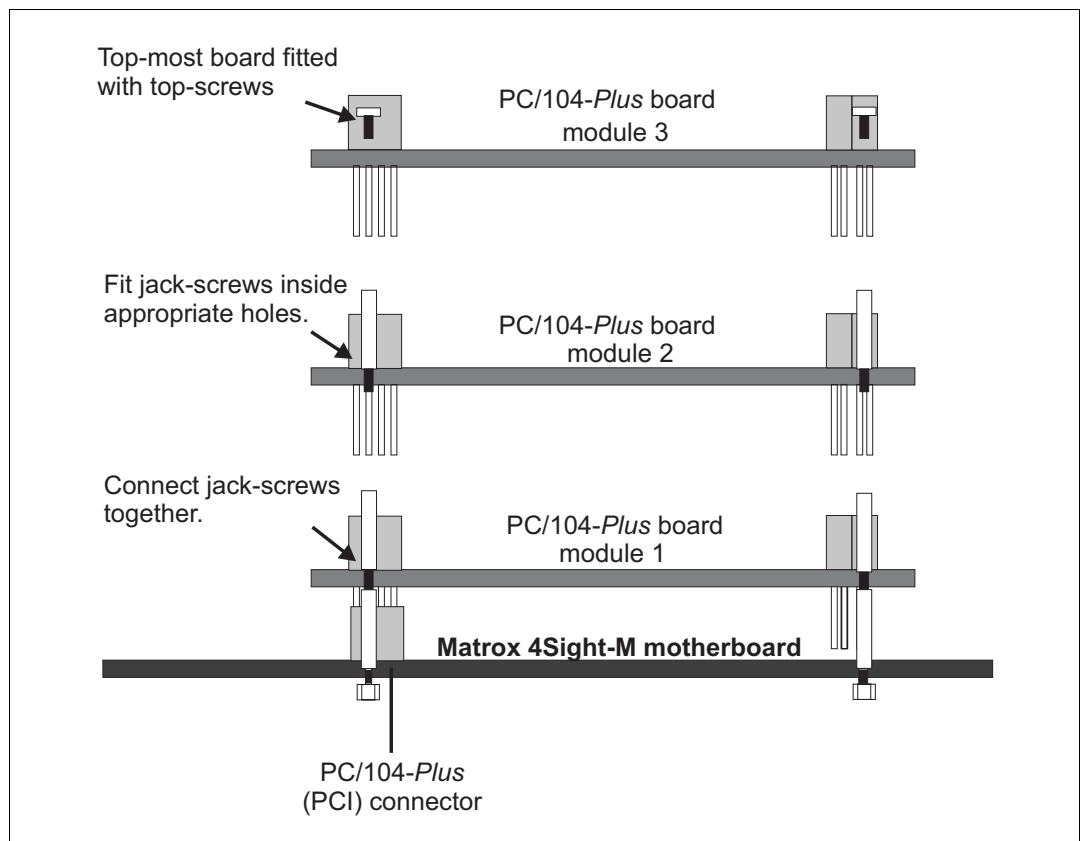 Top-most board fitted
with top-screws
PC/104-Plus board
module 3
Fit jack-screws inside
appropriate holes.
PC/104-Plus board
module 2
Connect jack-screws
together.
PC/104-Plus board
module 1
Matrox 4Sight-M motherboard
PC/104-Plus
(PCI) connector